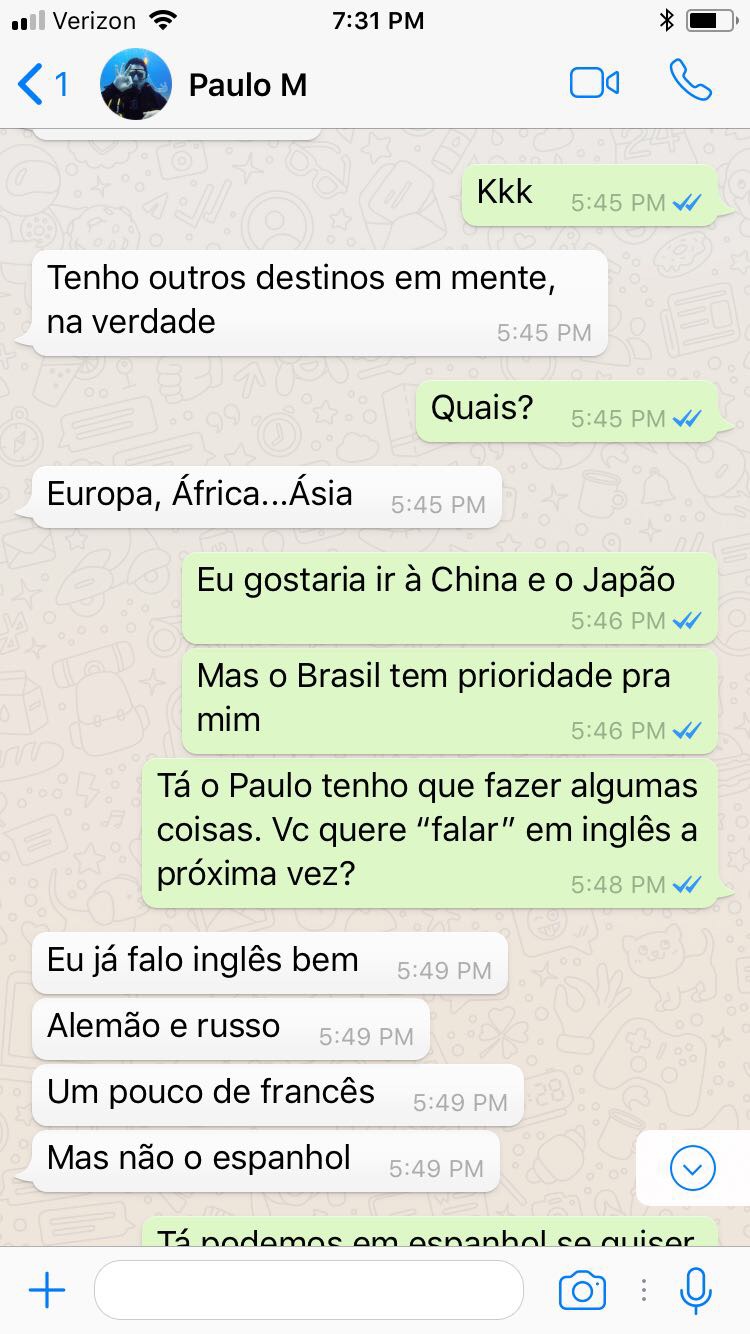 Verizon 7:31 PM
1 Paulo M
Kkk 5:45 PM
Tenho outros destinos em mente,
na verdade 5:45 PM
Quais? 5:45 PM
Europa, África...Ásia 5:45 PM
Eu gostaria ir à China e o Japão
5:46 PM
Mas o Brasil tem prioridade pra
mim 5:46 PM
Tá o Paulo tenho que fazer algumas
coisas. Vc quere “falar” em inglês a
próxima vez? 5:48 PM
Eu já falo inglês bem 5:49 PM
Alemão e russo 5:49 PM
Um pouco de francês 5:49 PM
Mas não o espanhol 5:49 PM
Tá podemos em espanhol se quiser